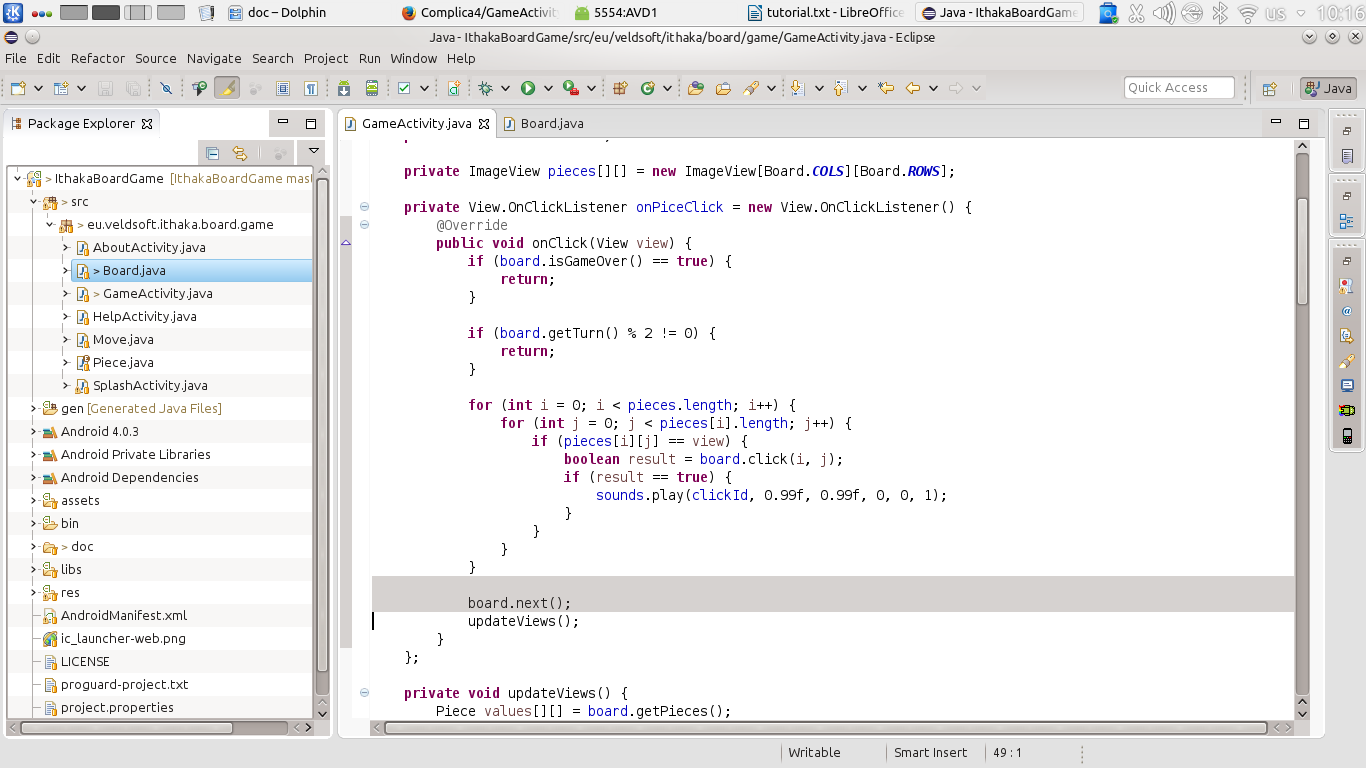 doc – Dolphin
Complica4/GameActivit
5554:AVD1
tutorial.txt - LibreOffice
Java - IthakaBoardGame
us
10:16
Java - IthakaBoardGame/src/eu/veldsoft/ithaka/board/game/GameActivity.java - Eclipse
File Edit Refactor Source Navigate Search Project Run Window Help
Quick Access
Java
Package Explorer
GameActivity.java
Board.java
> IthakaBoardGame [IthakaBoardGame mast
> src
> eu.veldsoft.ithaka.board.game
AboutActivity.java
> Board.java
> GameActivity.java
HelpActivity.java
Move.java
Piece.java
SplashActivity.java
gen [Generated Java Files]
Android 4.0.3
Android Private Libraries
Android Dependencies
assets
bin
> doc
libs
res
AndroidManifest.xml
ic_launcher-web.png
LICENSE
proguard-project.txt
project.properties
private ImageView pieces[][] = new ImageView[Board.COLS][Board.ROWS];
private View.OnClickListener onPiceClick = new View.OnClickListener() {
@Override
public void onClick(View view) {
if (board.isGameOver() == true) {
return;
}
if (board.getTurn() % 2 != 0) {
return;
}
for (int i = 0; i < pieces.length; i++) {
for (int j = 0; j < pieces[i].length; j++) {
if (pieces[i][j] == view) {
boolean result = board.click(i, j);
if (result == true) {
sounds.play(clickId, 0.99f, 0.99f, 0, 0, 1);
}
}
}
}
board.next();
updateViews();
}
};
private void updateViews() {
Piece values[][] = board.getPieces();
Writable
Smart Insert
49 : 1